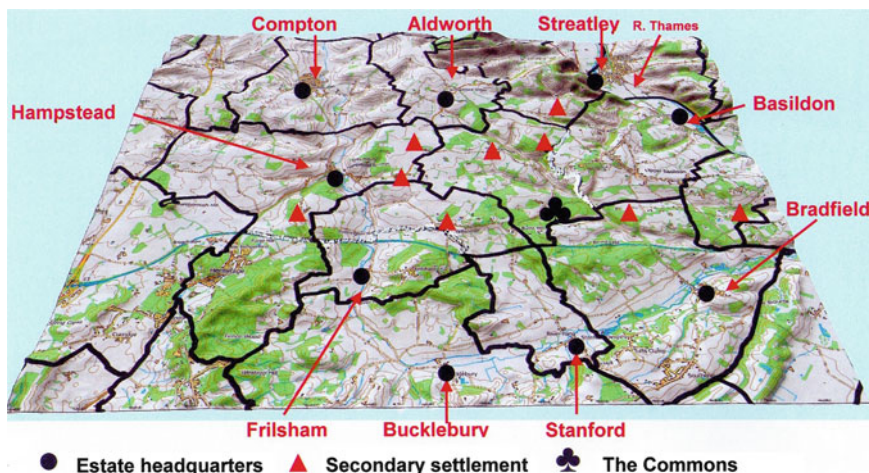 Compton
Aldworth
Streatley
R. Thames
Hampstead
Basildon
Bradfield
Frilsham
Bucklebury
Stanford
Estate headquarters
Secondary settlement
The Commons